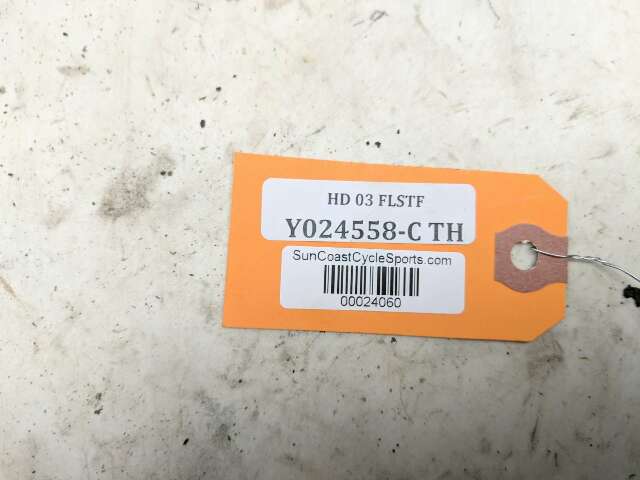 HD 03 FLSTF
Y024558-C TH
SunCoastCycleSports.com
00024060